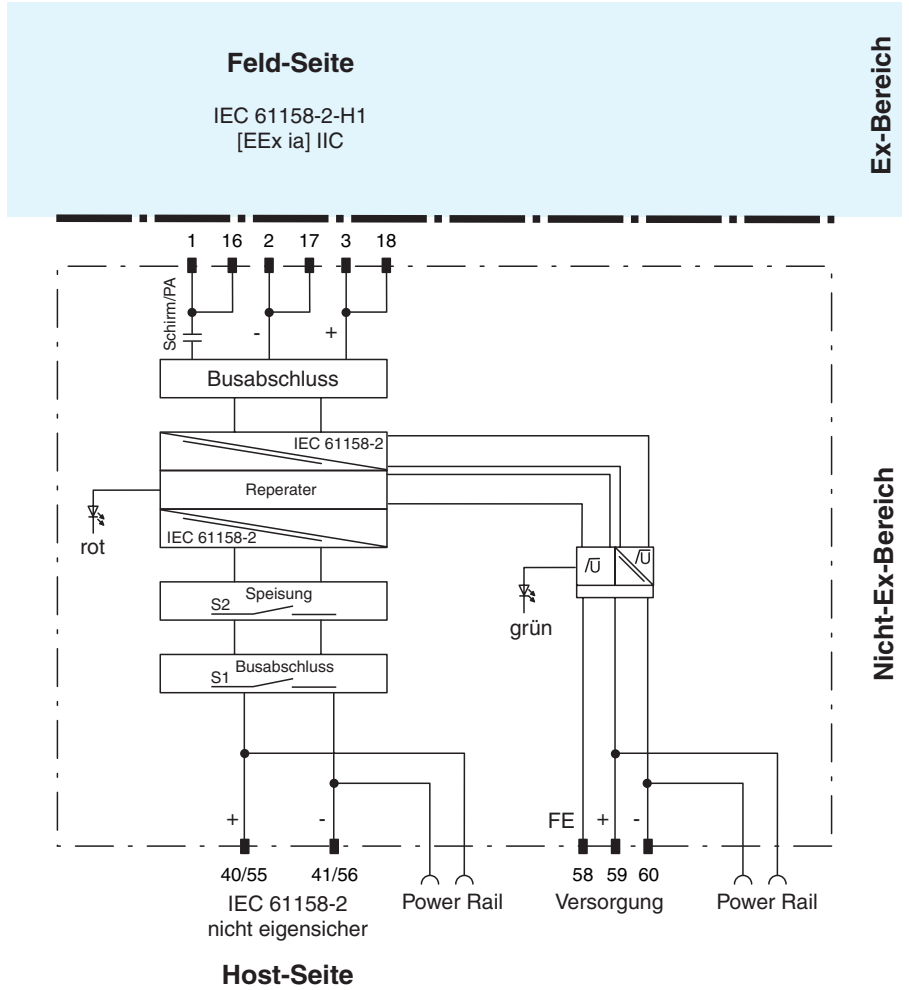 Feld-Seite
IEC 61158-2-H1
[EEx ia] IIC
Ex-Bereich
1 16 2 17 3 18
Schirm/PA
- +
Busabschluss
IEC 61158-2
Reperater
IEC 61158-2
rot
/U /U
grün
Speisung
S2
Busabschluss
S1
Nicht-Ex-Bereich
+ - FE + -
40/55 41/56 58 59 60
IEC 61158-2 Power Rail Versorgung Power Rail
nicht eigensicher
Host-Seite